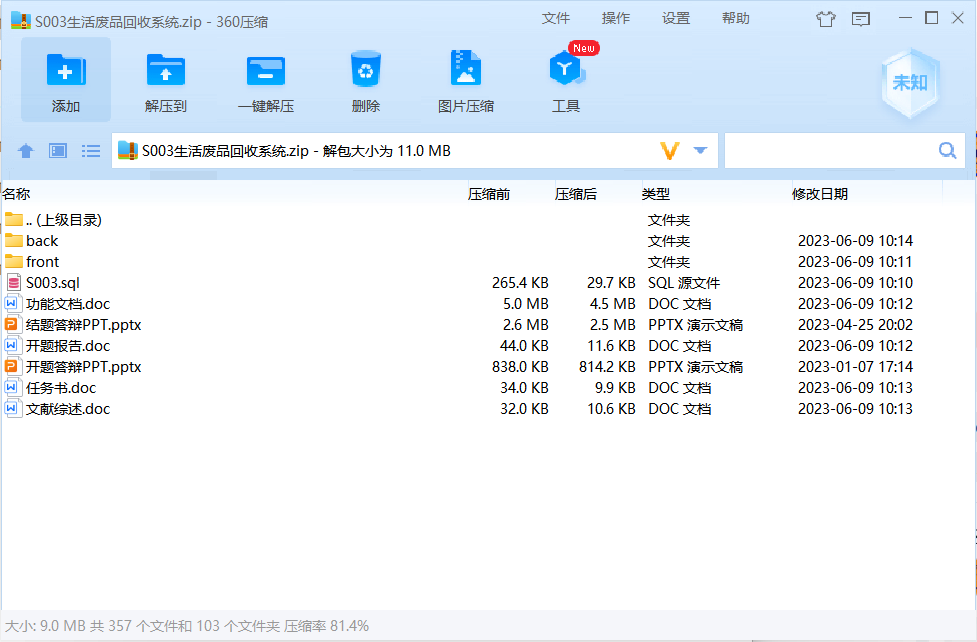 S003生活废品回收系统.zip - 360压缩 文件 操作 设置 帮助
New
添加 解压到 一键解压 删除 图片压缩 工具 未知
S003生活废品回收系统.zip - 解包大小为 11.0 MB
名称 压缩前 压缩后 类型 修改日期
.. (上级目录) 文件夹
back 文件夹 2023-06-09 10:14
front 文件夹 2023-06-09 10:11
S003.sql 265.4 KB 29.7 KB SQL 源文件 2023-06-09 10:10
功能文档.doc 5.0 MB 4.5 MB DOC 文档 2023-06-09 10:12
结题答辩PPT.pptx 2.6 MB 2.5 MB PPTX 演示文稿 2023-04-25 20:02
开题报告.doc 44.0 KB 11.6 KB DOC 文档 2023-06-09 10:12
开题答辩PPT.pptx 838.0 KB 814.2 KB PPTX 演示文稿 2023-01-07 17:14
任务书.doc 34.0 KB 9.9 KB DOC 文档 2023-06-09 10:13
文献综述.doc 32.0 KB 10.6 KB DOC 文档 2023-06-09 10:13
大小: 9.0 MB 共 357 个文件和 103 个文件夹 压缩率 81.4%